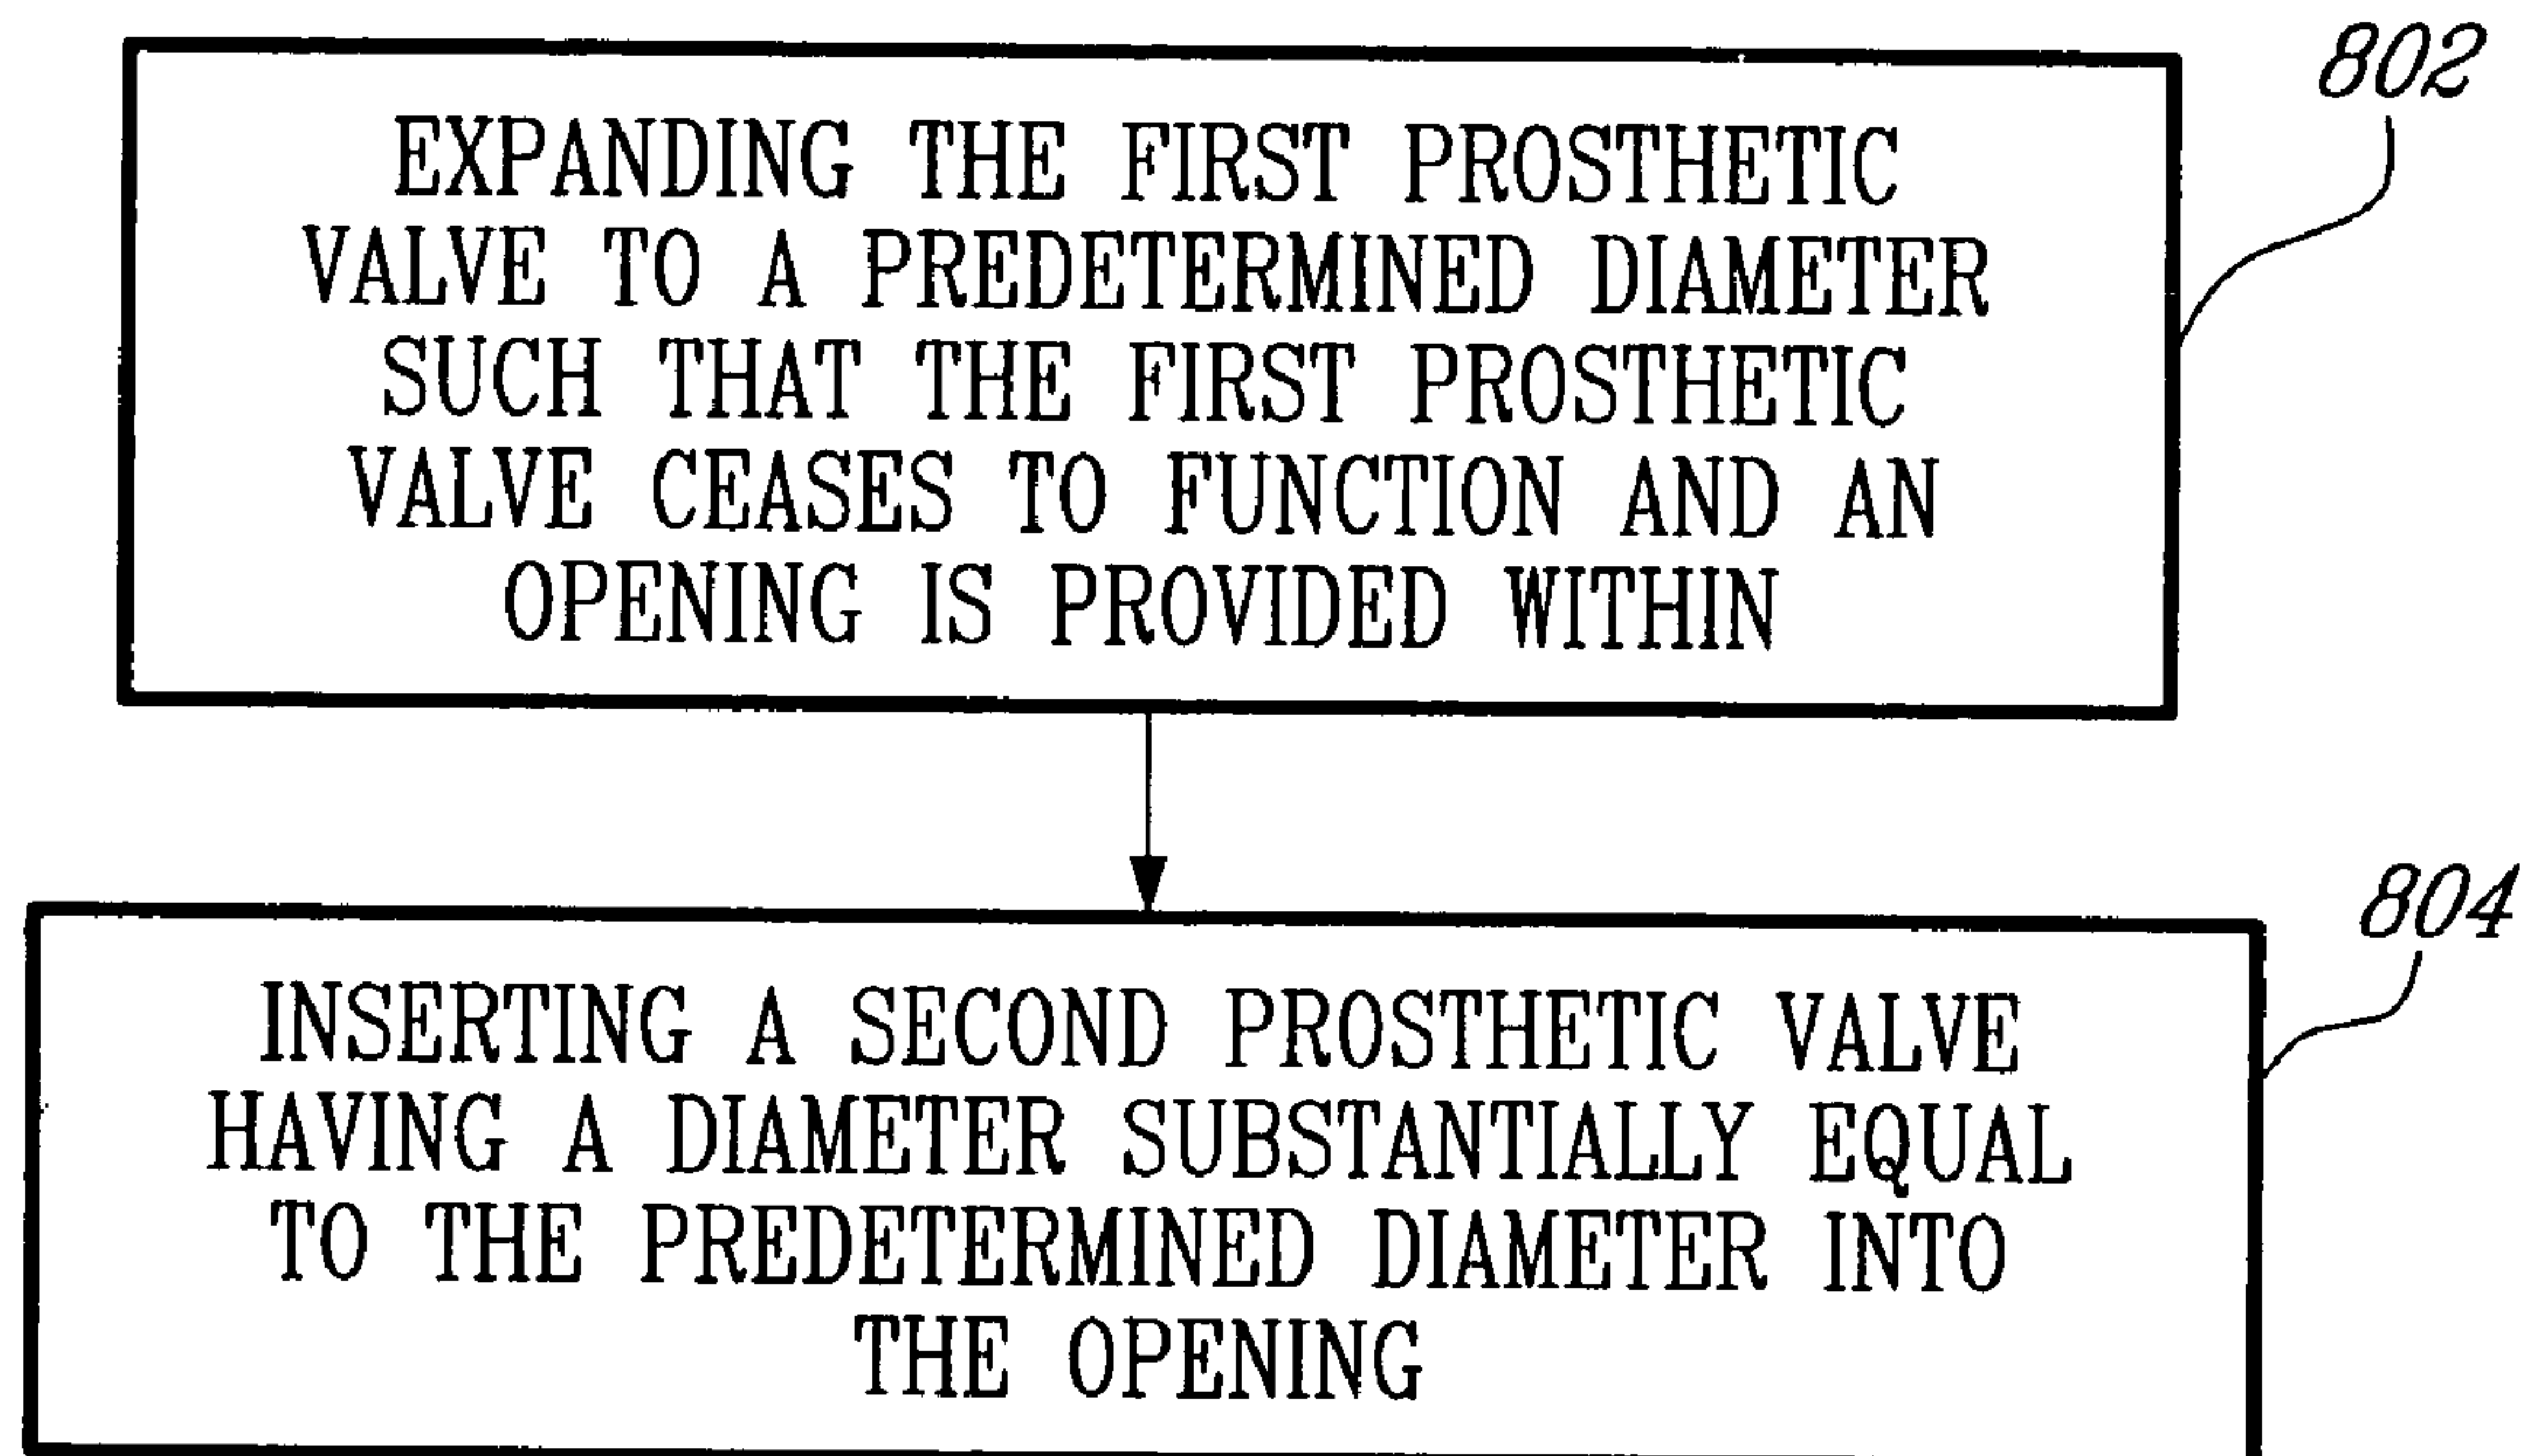 802
EXPANDING THE FIRST PROSTHETIC
VALVE TO A PREDETERMINED DIAMETER
SUCH THAT THE FIRST PROSTHETIC
VALVE CEASES TO FUNCTION AND AN
OPENING IS PROVIDED WITHIN
804
INSERTING A SECOND PROSTHETIC VALVE
HAVING A DIAMETER SUBSTANTIALLY EQUAL
TO THE PREDETERMINED DIAMETER INTO
THE OPENING